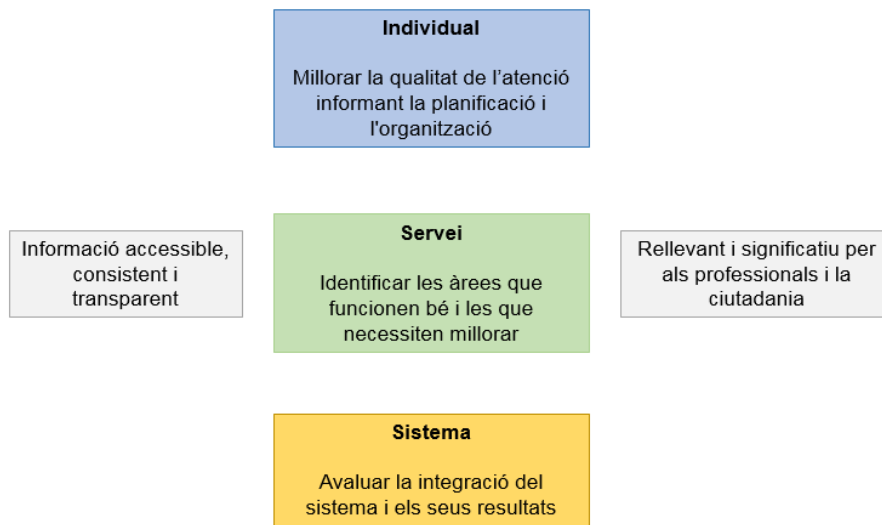 Individual
Millorar la qualitat de l’atenció
informant la planificació i
l'organització
Informació accessible,
consistent i
transparent
Servei
Identificar les àrees que
funcionen bé i les que
necessiten millorar
Rellevant i significatiu per
als professionals i la
ciutadania
Sistema
Avaluar la integració del
sistema i els seus resultats